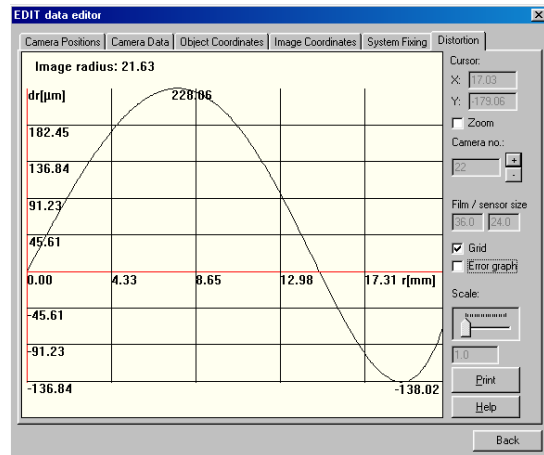 EDIT data editor
Camera Positions Camera Data Object Coordinates Image Coordinates System Fixing Distortion
Image radius: 21.63
dr[µm]
228.06
182.45
136.84
91.23
45.61
0.00 4.33 8.65 12.98 17.31 r[mm]
-45.61
-91.23
-136.84
-138.02
Cursor:
X: 17.03
Y: -179.06
Zoom
Camera no.:
22
+
-
Film / sensor size
36.0 24.0
Grid
Error graph
Scale:
1.0
Print
Help
Back